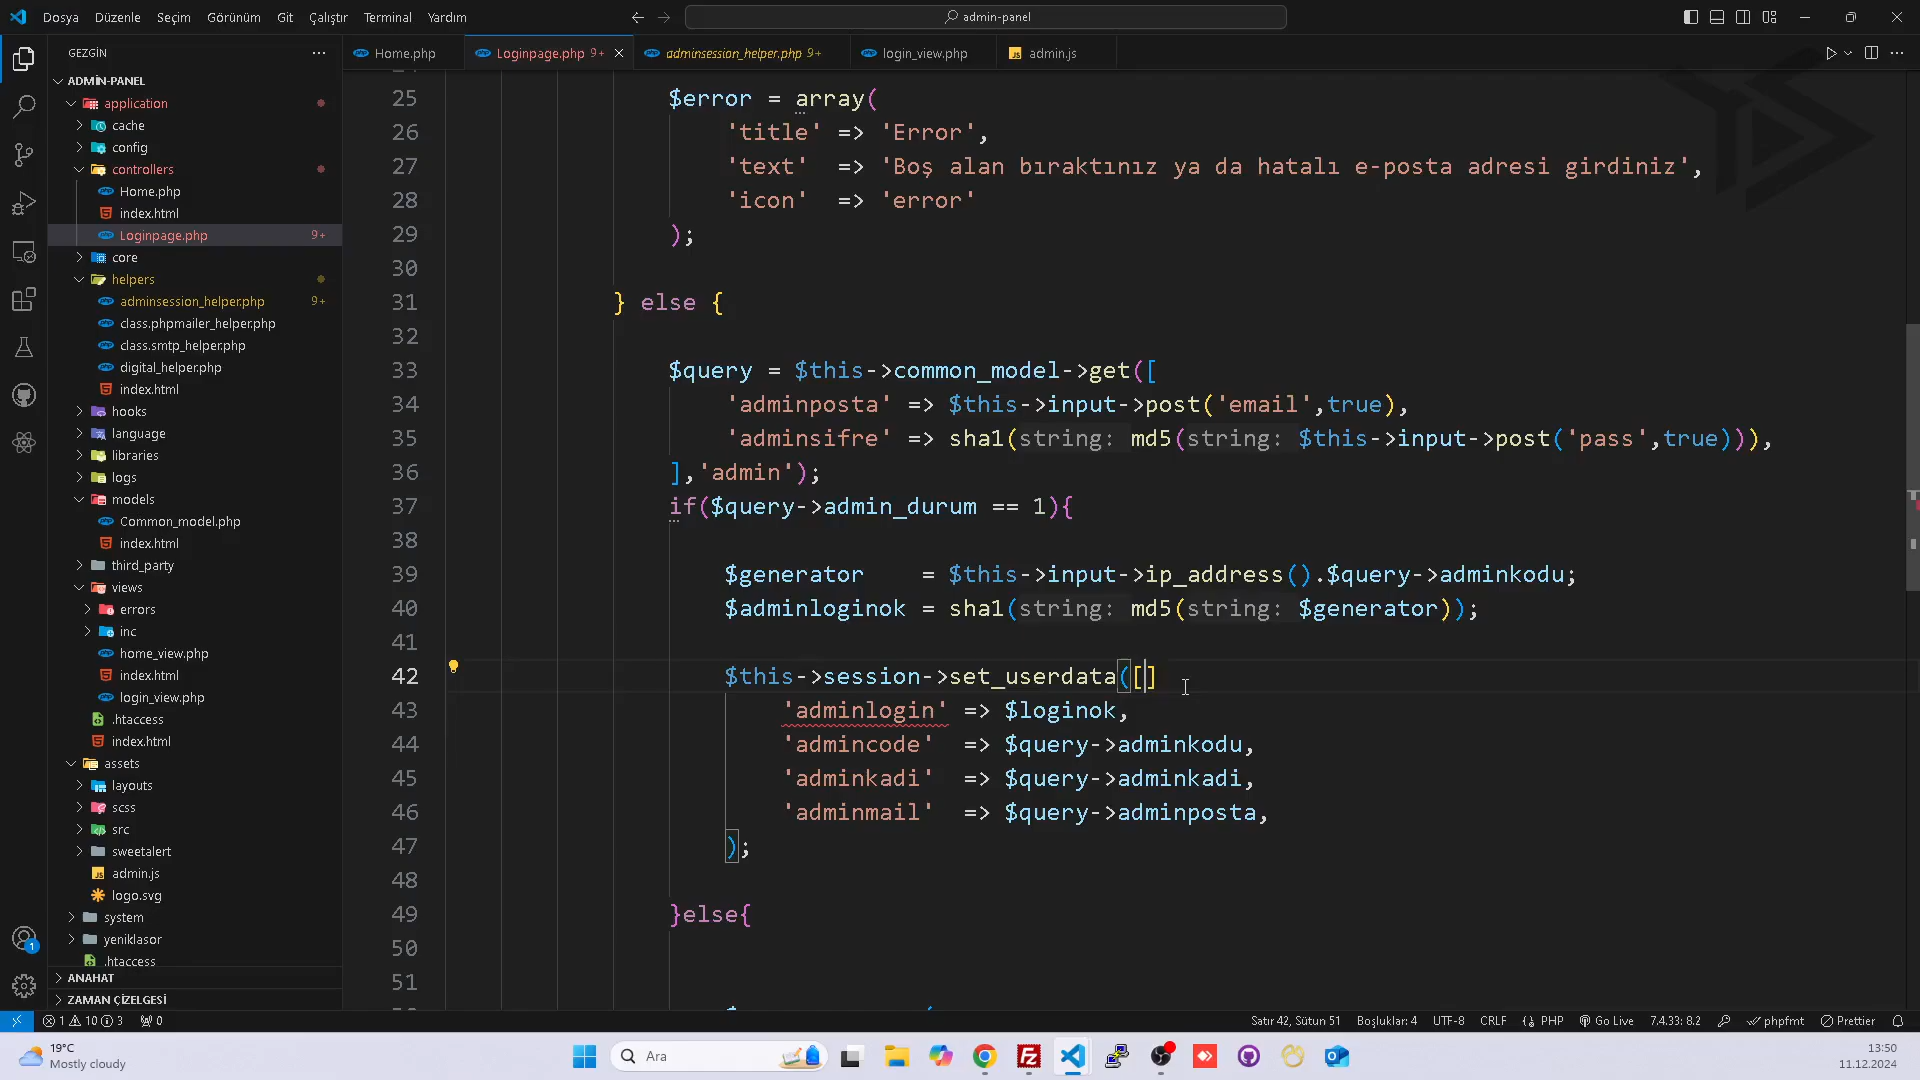 Dosya Düzenle Seçim Görünüm Git Çalıştır Terminal Yardım
admin-panel
GEZGİN
Home.php
Loginpage.php 9+
adminsession_helper.php 9+
login_view.php
admin.js
ADMIN-PANEL
application
cache
config
controllers
Home.php
index.html
Loginpage.php 9+
core
helpers
adminsession_helper.php 9+
class.phpmailer_helper.php
class.smtp_helper.php
digital_helper.php
index.html
hooks
language
libraries
logs
models
Common_model.php
index.html
third_party
views
errors
inc
home_view.php
index.html
login_view.php
.htaccess
index.html
assets
layouts
scss
src
sweetalert
admin.js
logo.svg
system
yeniklasor
.htaccess
ANAHAT
ZAMAN ÇİZELGESİ
25 $error = array(
26 'title' => 'Error',
27 'text' => 'Boş alan bıraktınız ya da hatalı e-posta adresi girdiniz',
28 'icon' => 'error'
29 );
30
31 } else {
32
33 $query = $this->common_model->get([
34 'adminposta' => $this->input->post('email',true),
35 'adminsifre' => sha1(string: md5(string: $this->input->post('pass',true))),
36 ],'admin');
37 if($query->admin_durum == 1){
38
39 $generator = $this->input->ip_address().$query->adminkodu;
40 $adminloginok = sha1(string: md5(string: $generator));
41
42 $this->session->set_userdata([]
43 'adminlogin' => $loginok,
44 'admincode' => $query->adminkodu,
45 'adminkadi' => $query->adminkadi,
46 'adminmail' => $query->adminposta,
47 );
48
49 }else{
50
51
1 10 3 0
Satır 42, Sütun 51 Boşluklar: 4 UTF-8 CRLF PHP Go Live 7.4.33: 8.2 phpfmt Prettier
19°C
Mostly cloudy
Ara
13:50
11.12.2024